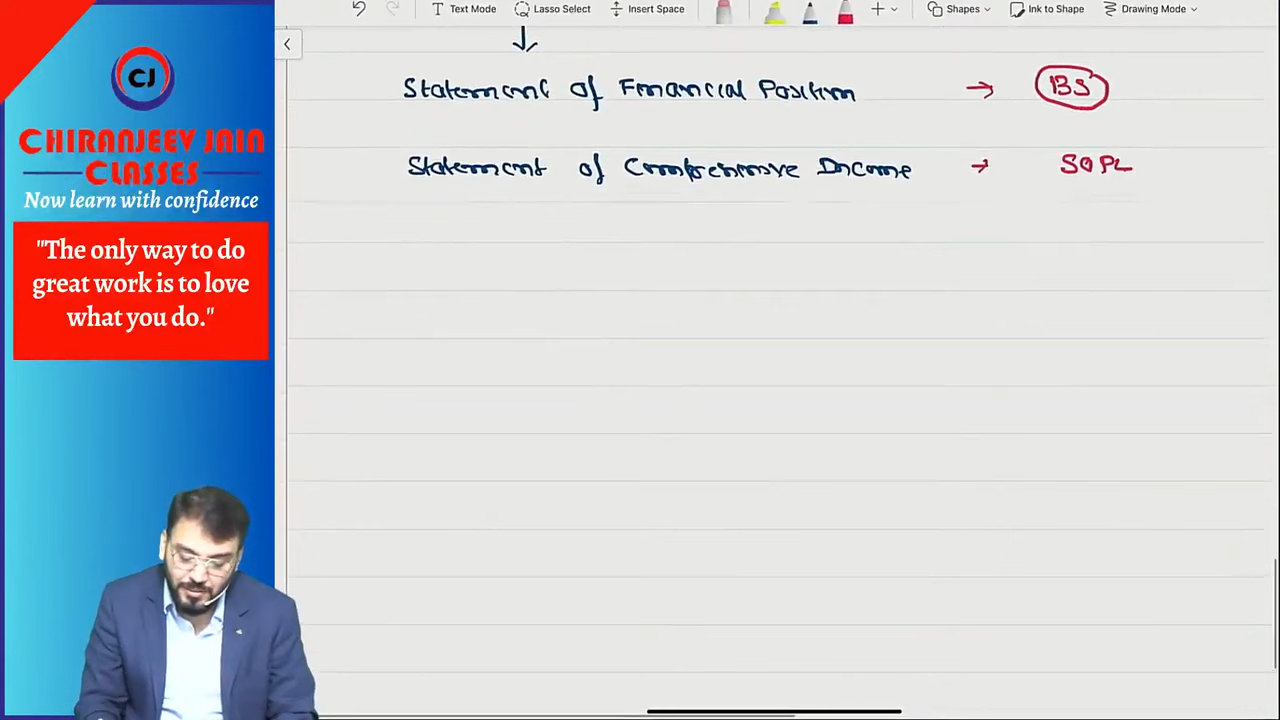 Text Mode Lasso Select Insert Space Shapes Ink to Shape Drawing Mode
CJ
CHIRANJEEV JAIN
CLASSES
Now learn with confidence
"The only way to do
great work is to love
what you do."
Statement of Financial Position → BS
Statement of Comprehensive Income → SOPL